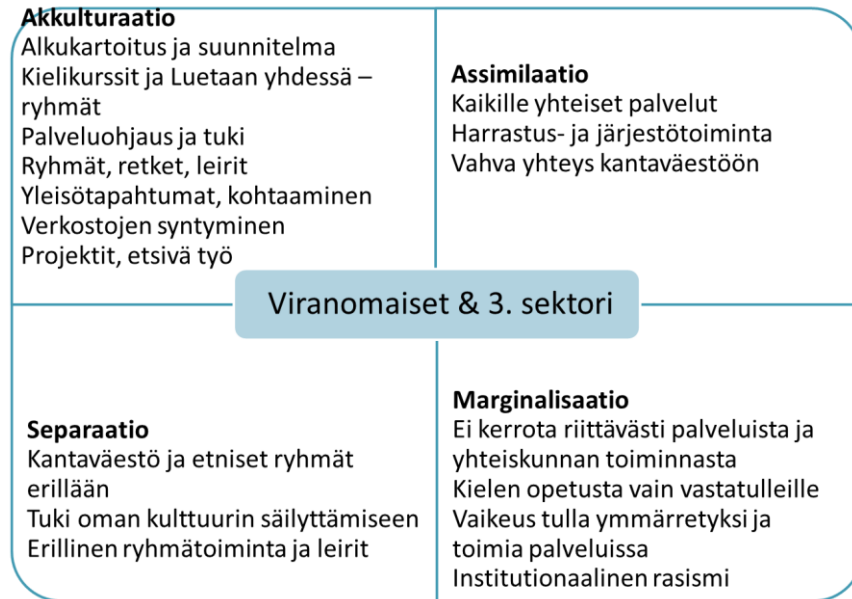 Akkulturaatio
Alkukartoitus ja suunnitelma
Kielikurssit ja Luetaan yhdessä –
ryhmät
Palveluohjaus ja tuki
Ryhmät, retket, leirit
Yleisötapahtumat, kohtaaminen
Verkostojen syntyminen
Projektit, etsivä työ
Assimilaatio
Kaikille yhteiset palvelut
Harrastus- ja järjestötoiminta
Vahva yhteys kantaväestöön
Viranomaiset & 3. sektori
Separaatio
Kantaväestö ja etniset ryhmät
erillään
Tuki oman kulttuurin säilyttämiseen
Erillinen ryhmätoiminta ja leirit
Marginalisaatio
Ei kerrota riittävästi palveluista ja
yhteiskunnan toiminnasta
Kielen opetusta vain vastatulleille
Vaikeus tulla ymmärretyksi ja
toimia palveluissa
Institutionaalinen rasismi